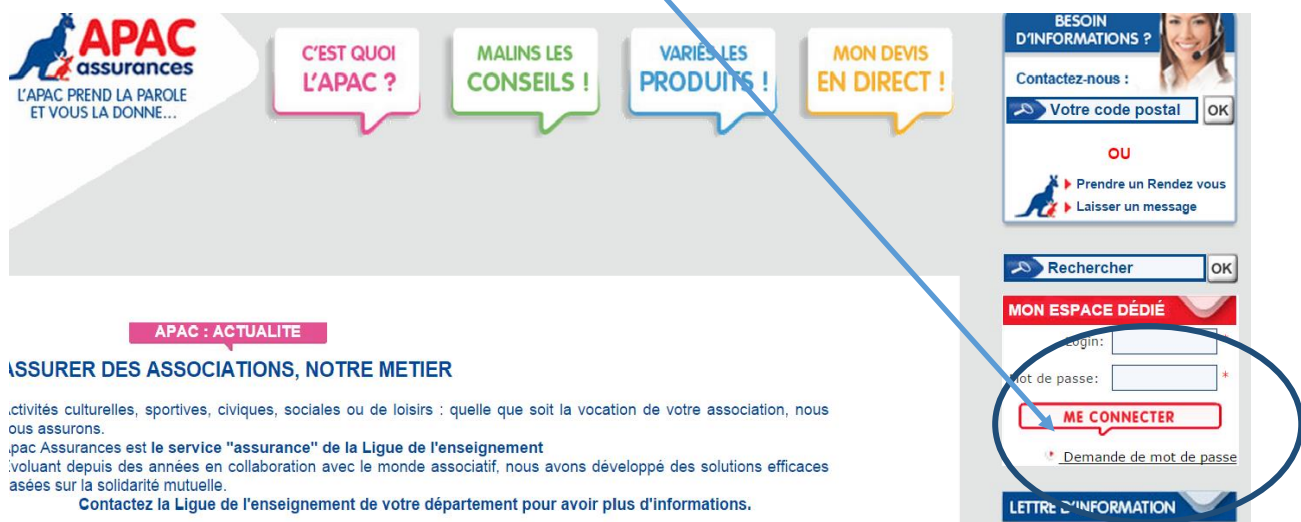 APAC
assurances
L'APAC PREND LA PAROLE
ET VOUS LA DONNE...
C'EST QUOI
L'APAC ?
MALINS LES
CONSEILS !
VARIÉS LES
PRODUITS !
MON DEVIS
EN DIRECT !
BESOIN
D'INFORMATIONS ?
Contactez-nous :
Votre code postal OK
OU
Prendre un Rendez vous
Laisser un message
Rechercher OK
MON ESPACE DÉDIÉ
Login: *
Mot de passe: *
ME CONNECTER
Demande de mot de passe
LETTRE D'INFORMATION
APAC : ACTUALITE
ASSURER DES ASSOCIATIONS, NOTRE METIER
ctivités culturelles, sportives, civiques, sociales ou de loisirs : quelle que soit la vocation de votre association, nous
ous assurons.
pac Assurances est le service "assurance" de la Ligue de l'enseignement
voluant depuis des années en collaboration avec le monde associatif, nous avons développé des solutions efficaces
asées sur la solidarité mutuelle.
Contactez la Ligue de l'enseignement de votre département pour avoir plus d'informations.